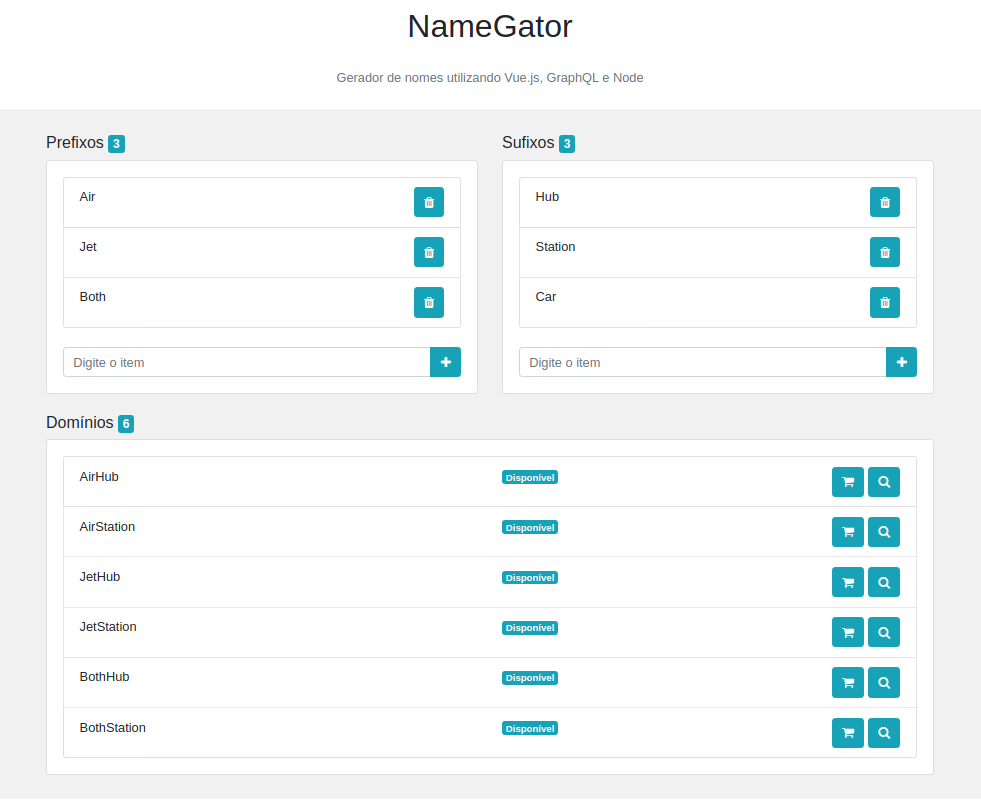 NameGator
Gerador de nomes utilizando Vue.js, GraphQL e Node
Prefixos 3
Air
Jet
Both
Digite o item
Sufixos 3
Hub
Station
Car
Digite o item
Domínios 6
AirHub Disponível
AirStation Disponível
JetHub Disponível
JetStation Disponível
BothHub Disponível
BothStation Disponível